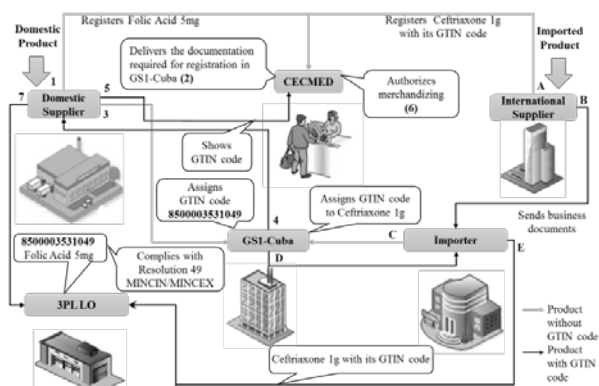 Registers Folic Acid 5mg
Registers Ceftriaxone 1g
with its GTIN code
Domestic
Product
Imported
Product
Delivers the documentation
required for registration in
GS1-Cuba (2)
CECMED
Authorizes
merchandizing
(6)
1
7
5
3
A
B
Domestic
Supplier
International
Supplier
Shows
GTIN code
Assigns
GTIN code
8500003531049
4
Assigns GTIN code
to Ceftriaxone 1g
Sends business
documents
8500003531049
Folic Acid 5mg
Complies with
Resolution 49
MINCIN/MINCEX
GS1-Cuba
C
Importer
E
D
3PL LO
Ceftriaxone 1g with its GTIN code
Product
without
GTIN code
Product
with GTIN
code